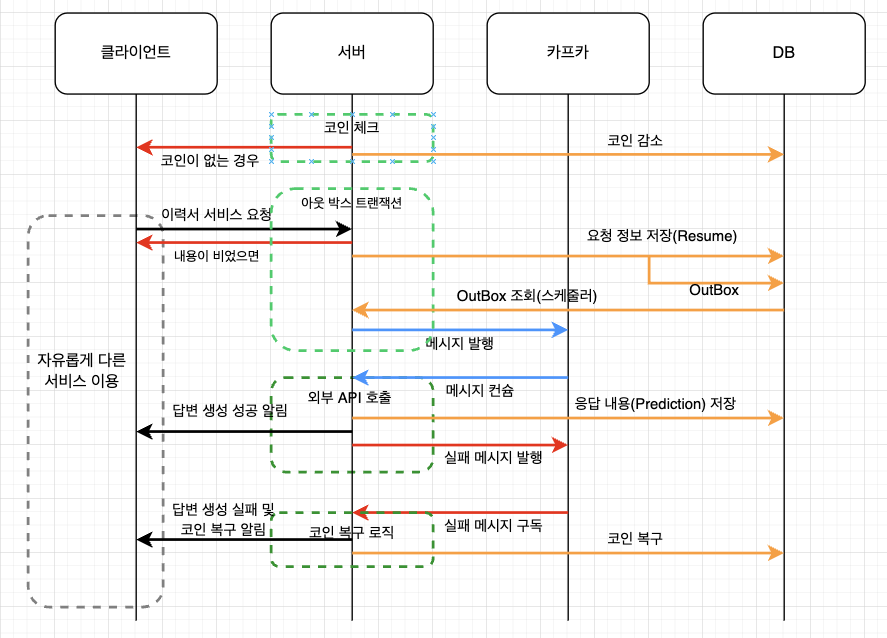 클라이언트
서버
카프카
DB
코인 체크
코인 감소
코인이 없는 경우
아웃 박스 트랜잭션
이력서 서비스 요청
요청 정보 저장(Resume)
내용이 비었으면
OutBox
OutBox 조회(스케줄러)
메시지 발행
자유롭게 다른
서비스 이용
메시지 컨슘
외부 API 호출
응답 내용(Prediction) 저장
답변 생성 성공 알림
실패 메시지 발행
답변 생성 실패 및
코인 복구 알림
실패 메시지 구독
코인 복구 로직
코인 복구